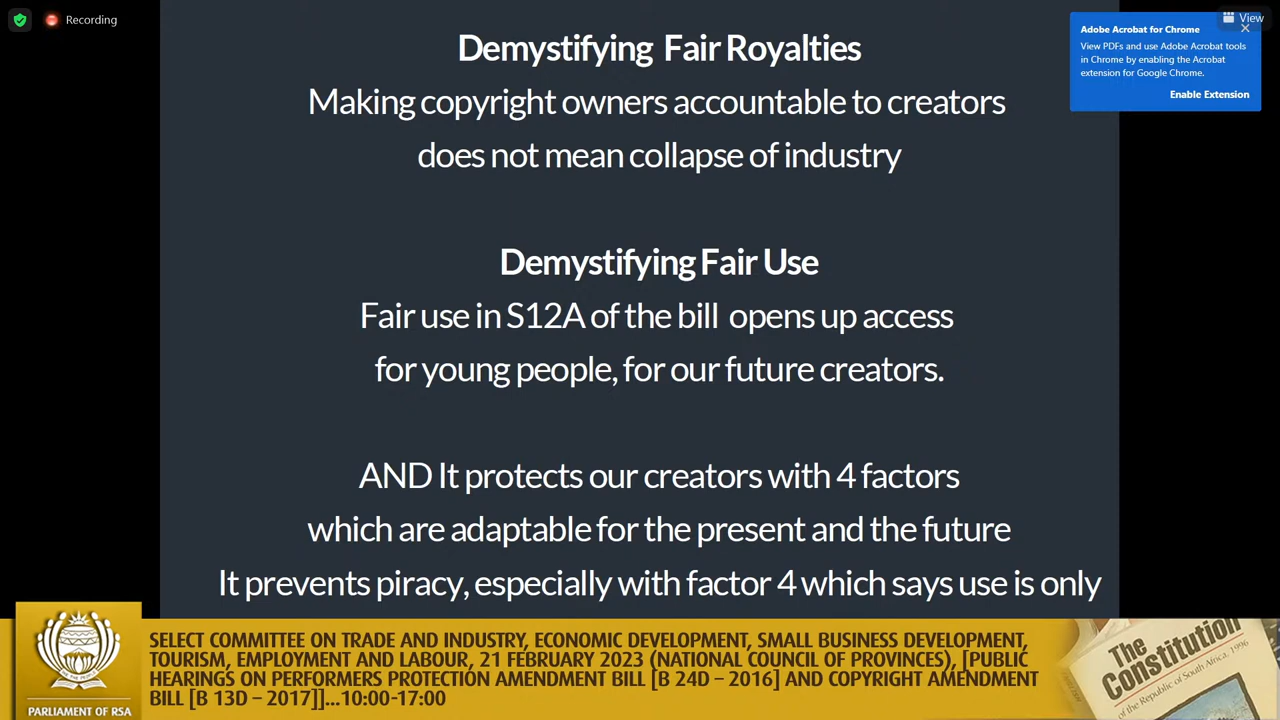 Recording
View
Adobe Acrobat for Chrome
View PDFs and use Adobe Acrobat tools
in Chrome by enabling the Acrobat
extension for Google Chrome.
Enable Extension
Demystifying Fair Royalties
Making copyright owners accountable to creators
does not mean collapse of industry
Demystifying Fair Use
Fair use in S12A of the bill opens up access
for young people, for our future creators.
AND It protects our creators with 4 factors
which are adaptable for the present and the future
It prevents piracy, especially with factor 4 which says use is only
SELECT COMMITTEE ON TRADE AND INDUSTRY, ECONOMIC DEVELOPMENT, SMALL BUSINESS DEVELOPMENT,
TOURISM, EMPLOYMENT AND LABOUR, 21 FEBRUARY 2023 (NATIONAL COUNCIL OF PROVINCES), [PUBLIC
HEARINGS ON PERFORMERS PROTECTION AMENDMENT BILL [B 24D – 2016] AND COPYRIGHT AMENDMENT
BILL [B 13D – 2017]]...10:00-17:00
PARLIAMENT OF RSA
The
Constitution
of the Republic of South Africa, 1996